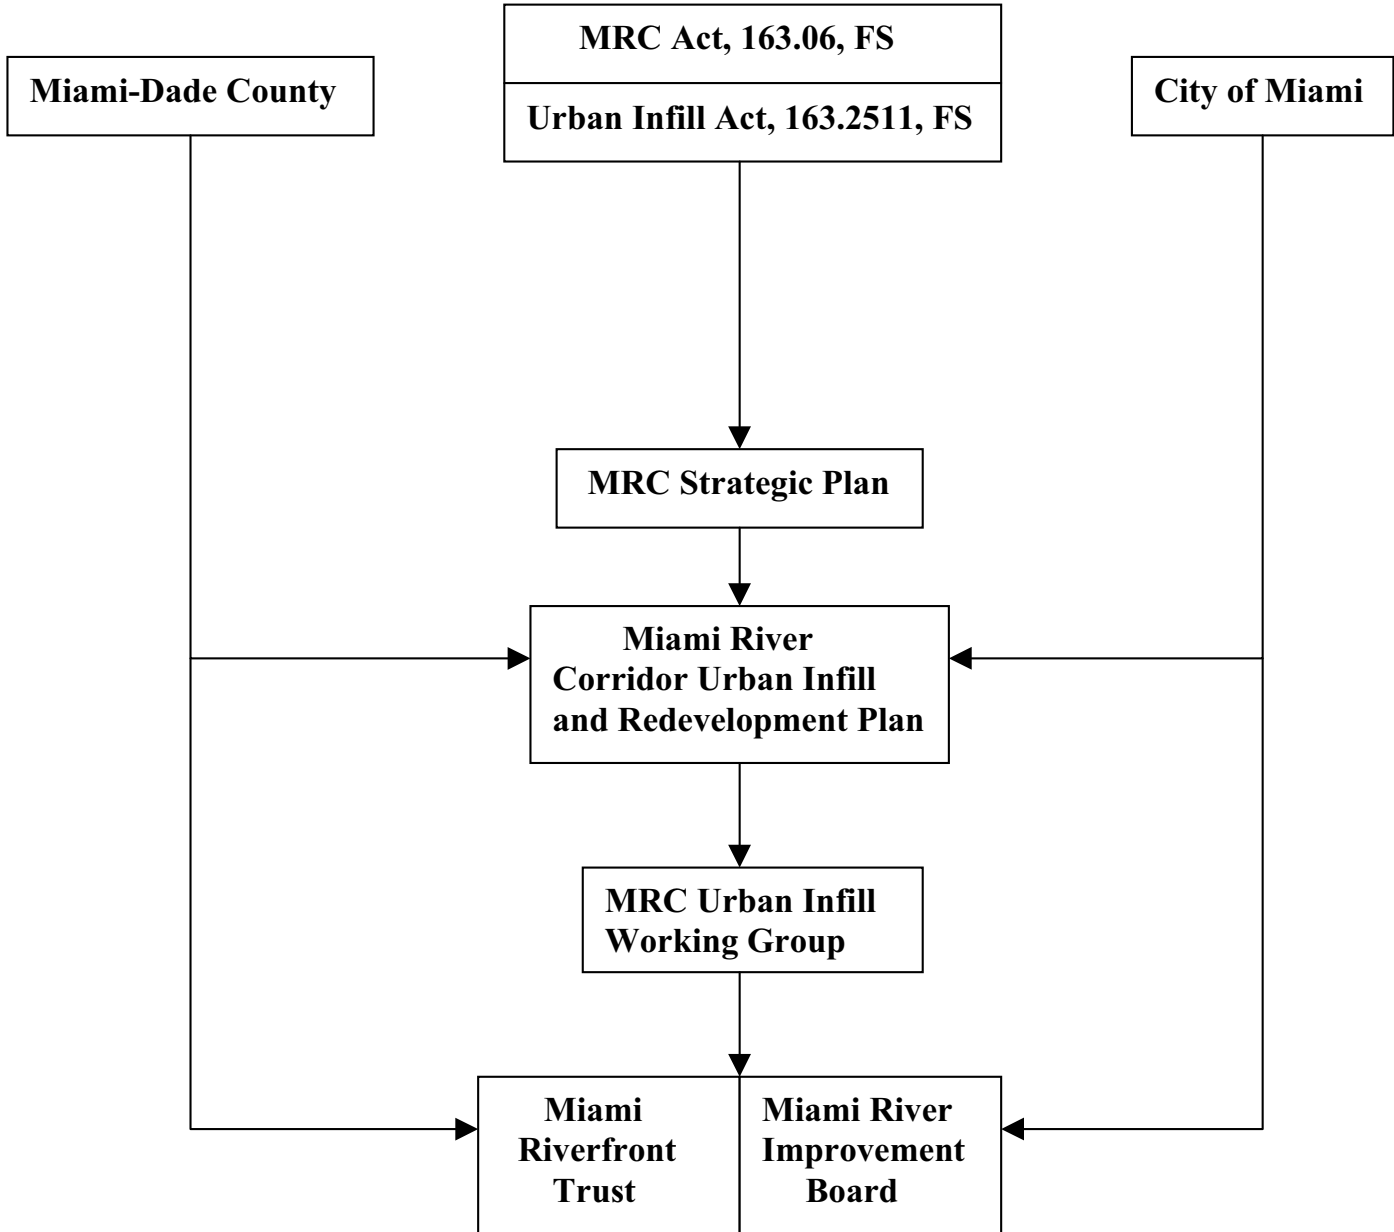 MRC Act, 163.06, FS
Miami-Dade County
Urban Infill Act, 163.2511, FS
City of Miami
MRC Strategic Plan
Miami River
Corridor Urban Infill
and Redevelopment Plan
MRC Urban Infill
Working Group
Miami
Riverfront
Trust
Miami River
Improvement
Board